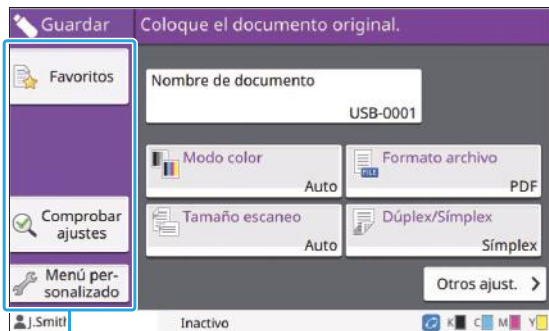 Guardar
Coloque el documento original.
Favoritos
Nombre de documento
USB-0001
Modo color
Auto
Formato archivo
FILE
PDF
Tamaño escaneo
Auto
Dúplex/Símplex
Símplex
Comprobar
ajustes
Menú per-
sonalizado
Otros ajust. >
J.Smith
Inactivo
K C M Y